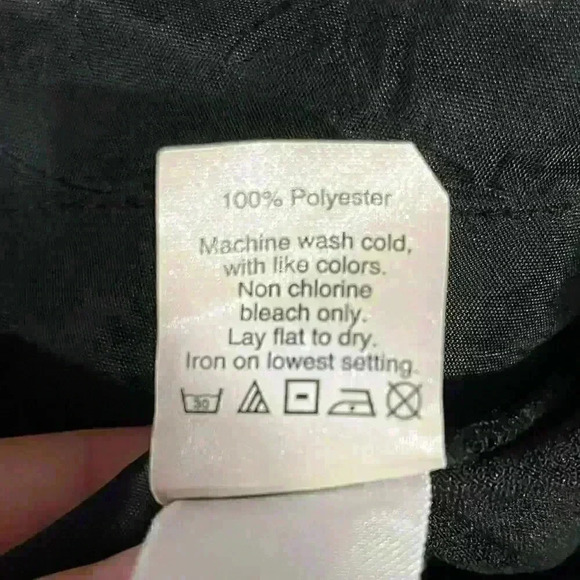 100% Polyester
Machine wash cold,
with like colors.
Non chlorine
bleach only.
Lay flat to dry.
Iron on lowest setting.
30